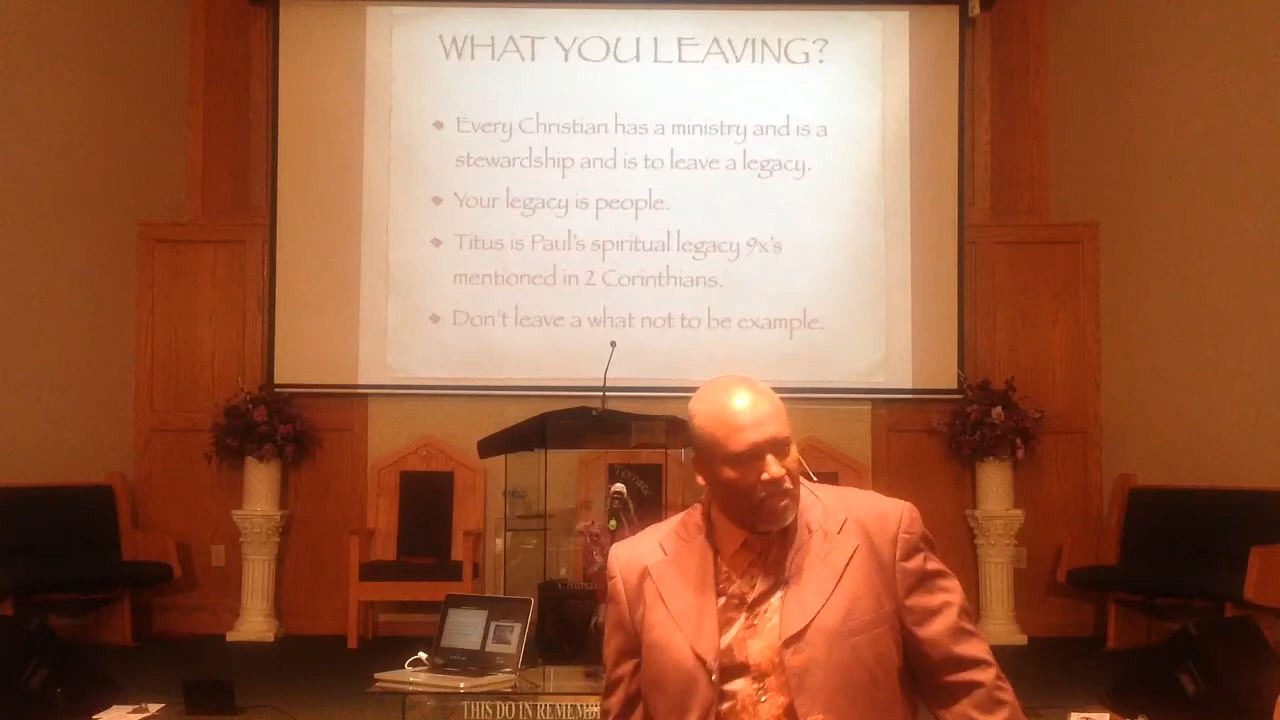 WHAT YOU LEAVING?
• Every Christian has a ministry and is a
stewardship and is to leave a legacy.
• Your legacy is people.
• Titus is Paul's spiritual legacy 9x's
mentioned in 2 Corinthians.
• Don't leave a what not to be example.
Terrace
Church
THIS DO IN REMEMB